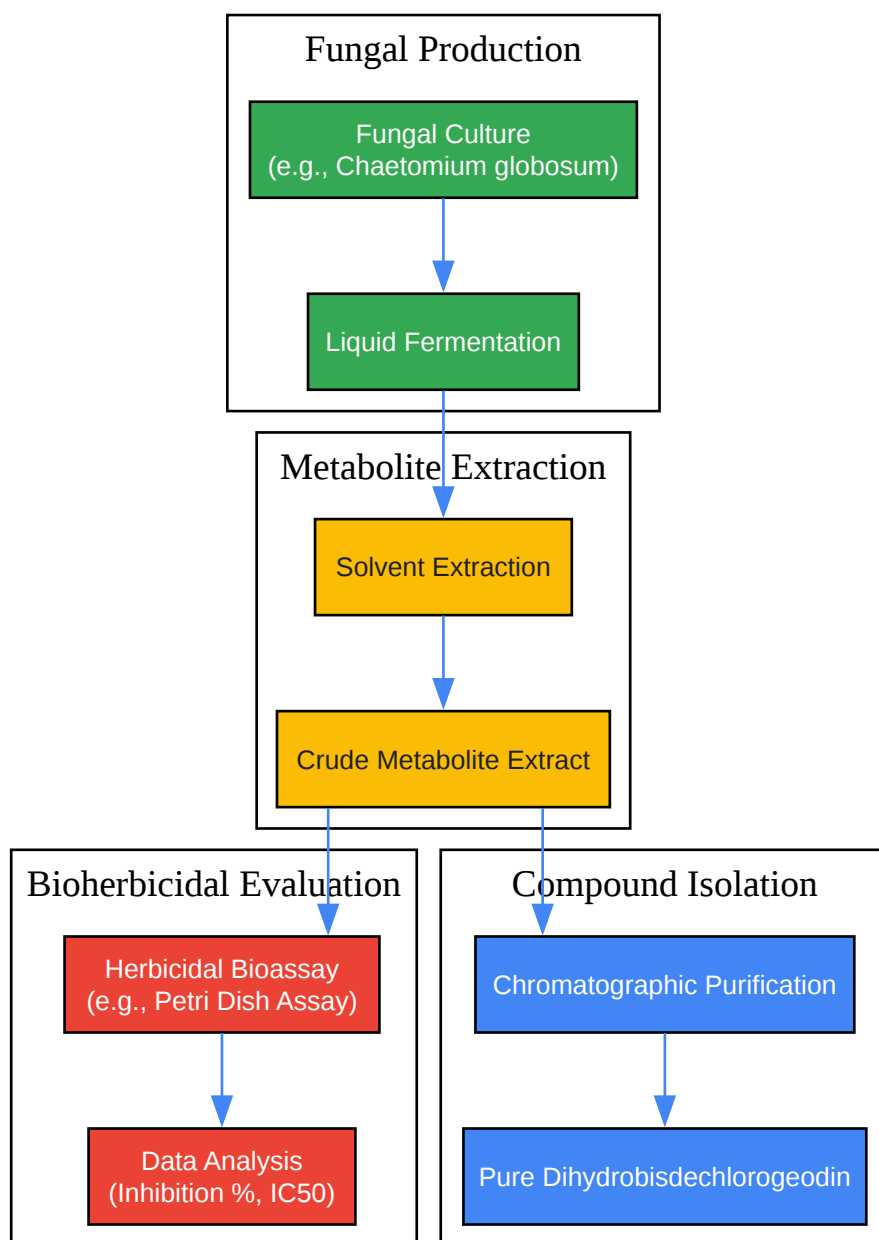 Fungal Production
Fungal Culture
(e.g., Chaetomium globosum)
Liquid Fermentation
Metabolite Extraction
Solvent Extraction
Crude Metabolite Extract
Bioherbicidal Evaluation
Herbicidal Bioassay
(e.g., Petri Dish Assay)
Data Analysis
(Inhibition %, IC50)
Compound Isolation
Chromatographic Purification
Pure Dihydrobisdechlorogeodin